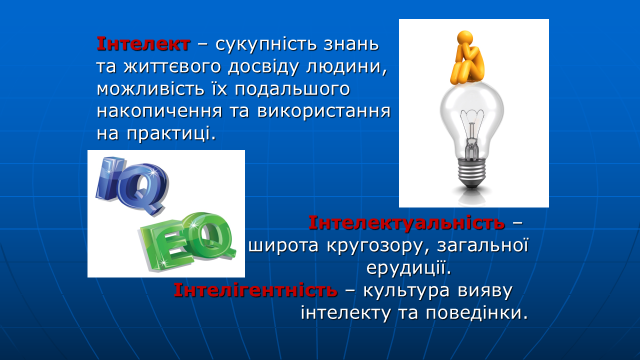 Інтелект – сукупність знань
та життєвого досвіду людини,
можливість їх подальшого
накопичення та використання
на практиці.
IQ
EQ
Інтелектуальність –
широта кругозору, загальної
ерудиції.
Інтелігентність – культура вияву
інтелекту та поведінки.